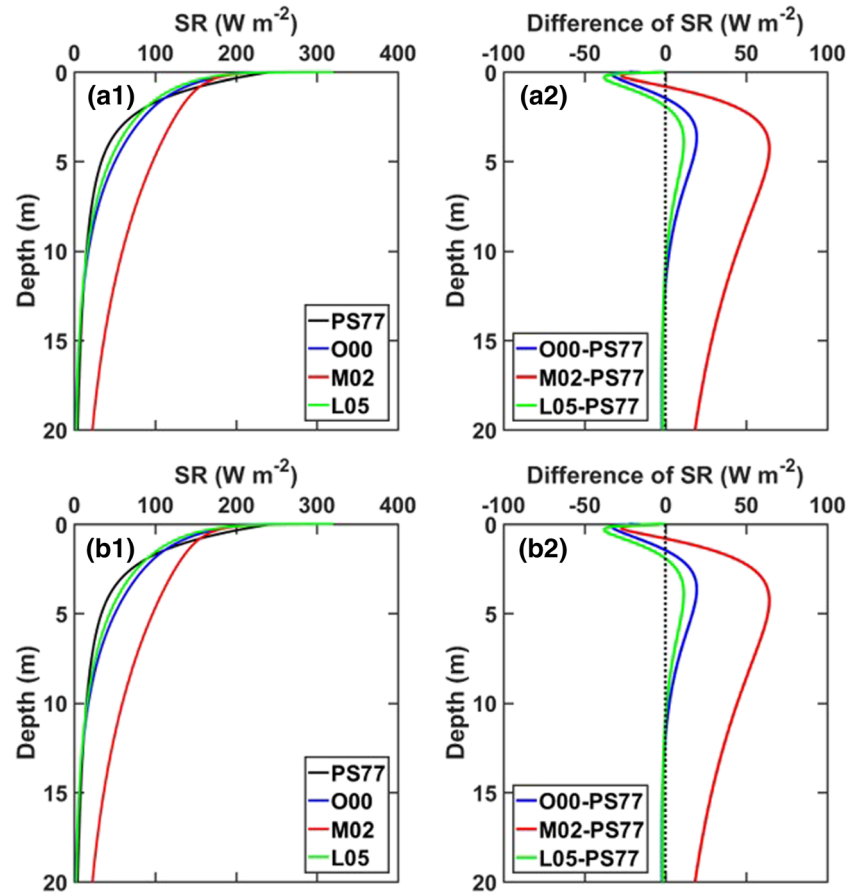 SR (W m-2)
0 100 200 300 400
(a1)
Depth (m)
0
5
10
15
20
PS77
O00
M02
L05
Difference of SR (W m-2)
-100 -50 0 50 100
(a2)
Depth (m)
0
5
10
15
20
O00-PS77
M02-PS77
L05-PS77
SR (W m-2)
0 100 200 300 400
(b1)
Depth (m)
0
5
10
15
20
PS77
O00
M02
L05
Difference of SR (W m-2)
-100 -50 0 50 100
(b2)
Depth (m)
0
5
10
15
20
O00-PS77
M02-PS77
L05-PS77